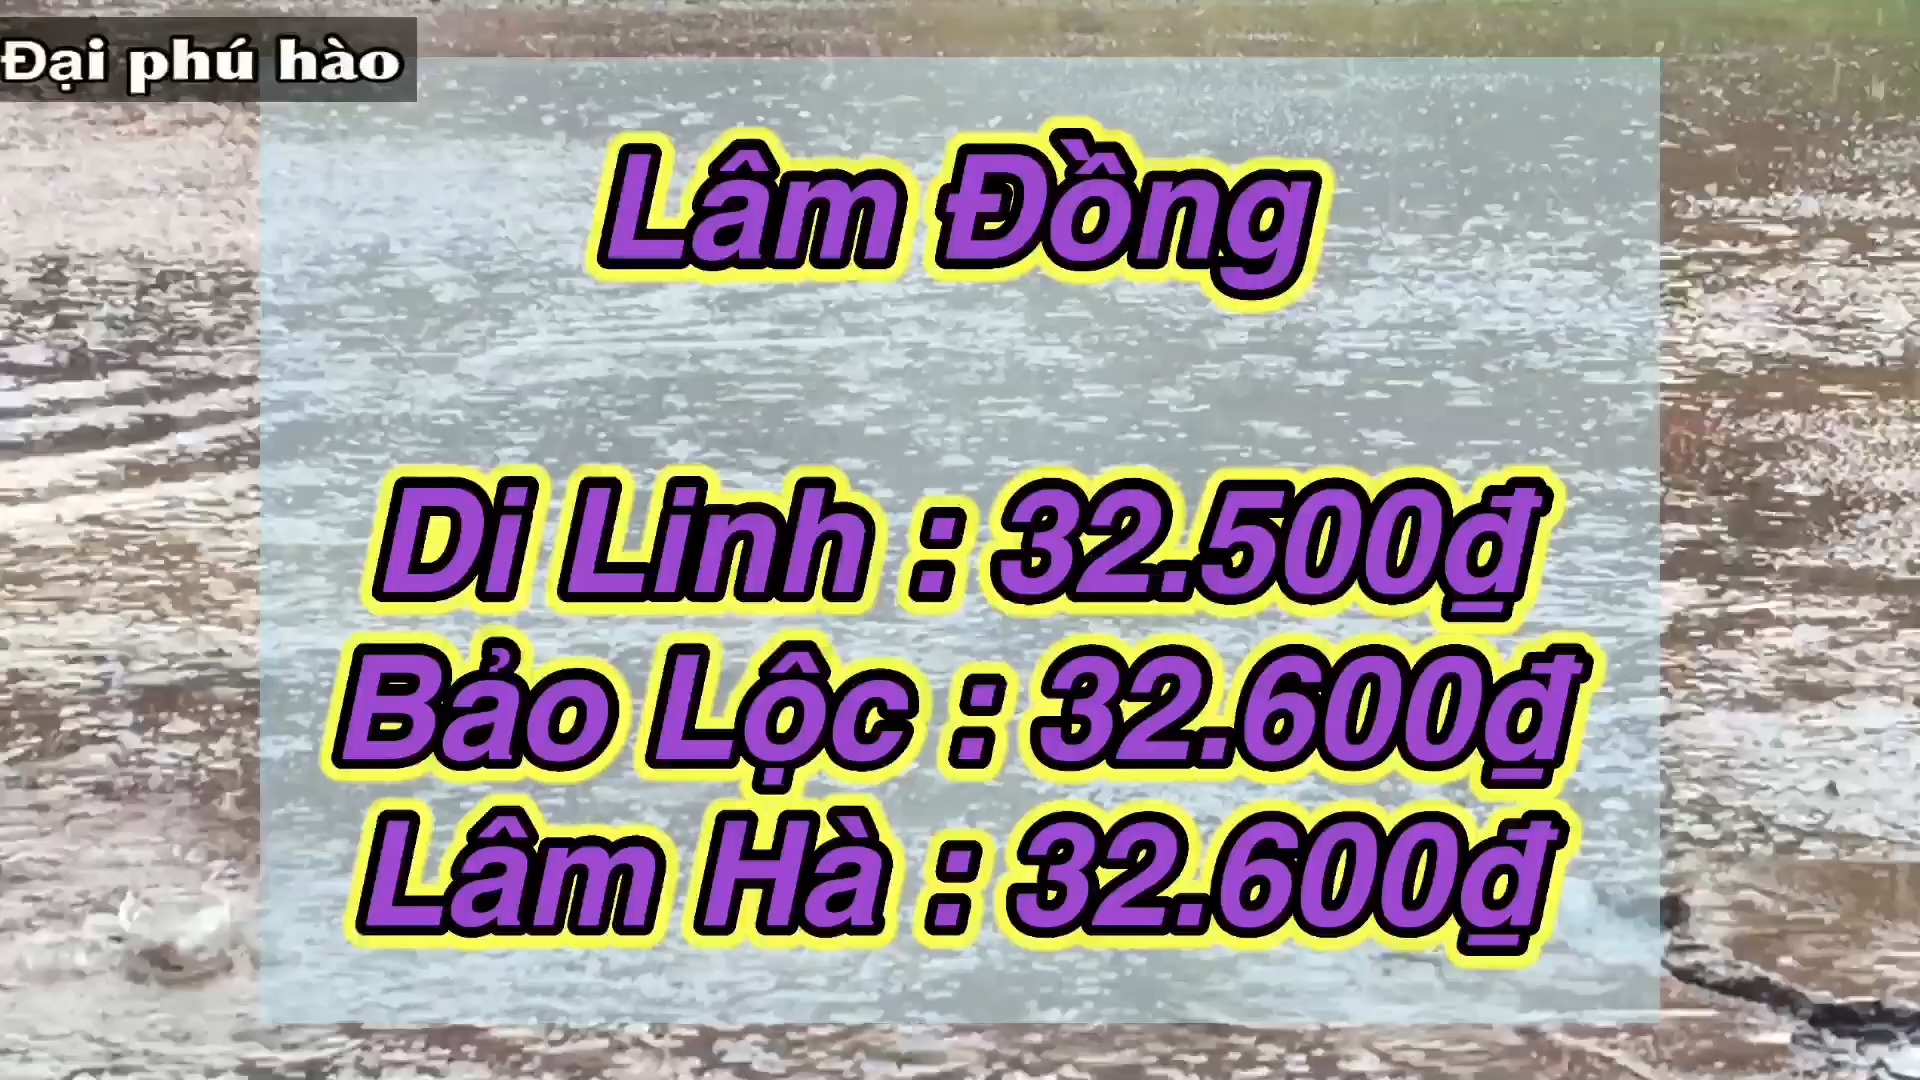 Đại phú hào
Lâm Đồng
Di Linh : 32.500₫
Bảo Lộc : 32.600₫
Lâm Hà : 32.600₫